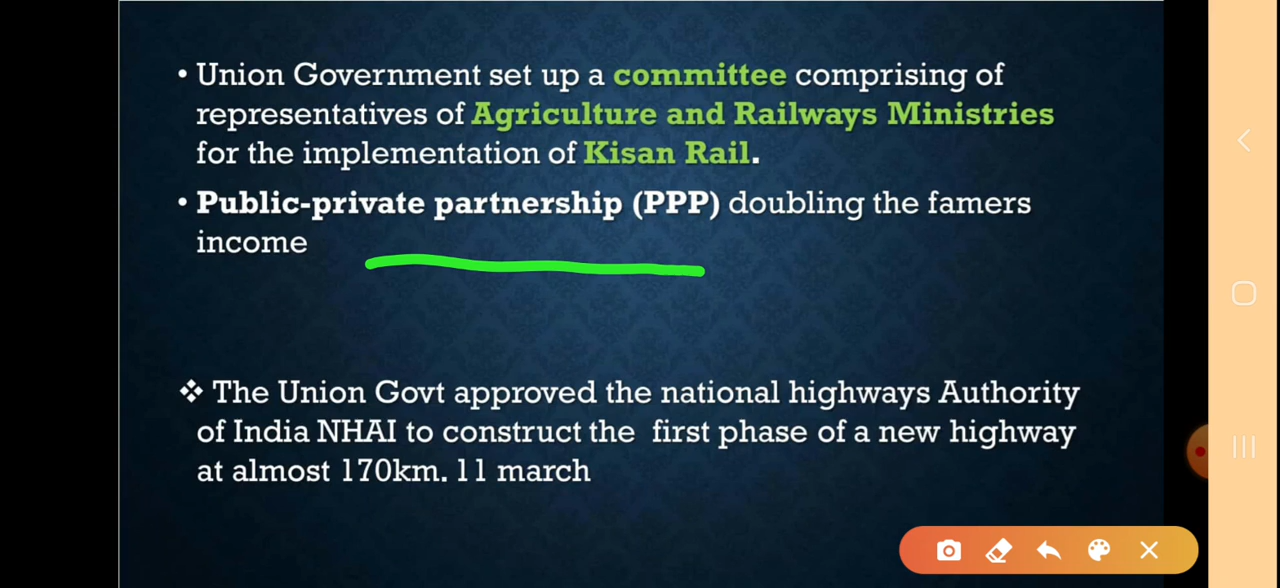 • Union Government set up a committee comprising of
representatives of Agriculture and Railways Ministries
for the implementation of Kisan Rail.
• Public-private partnership (PPP) doubling the famers
income
❖ The Union Govt approved the national highways Authority
of India NHAI to construct the first phase of a new highway
at almost 170km. 11 march